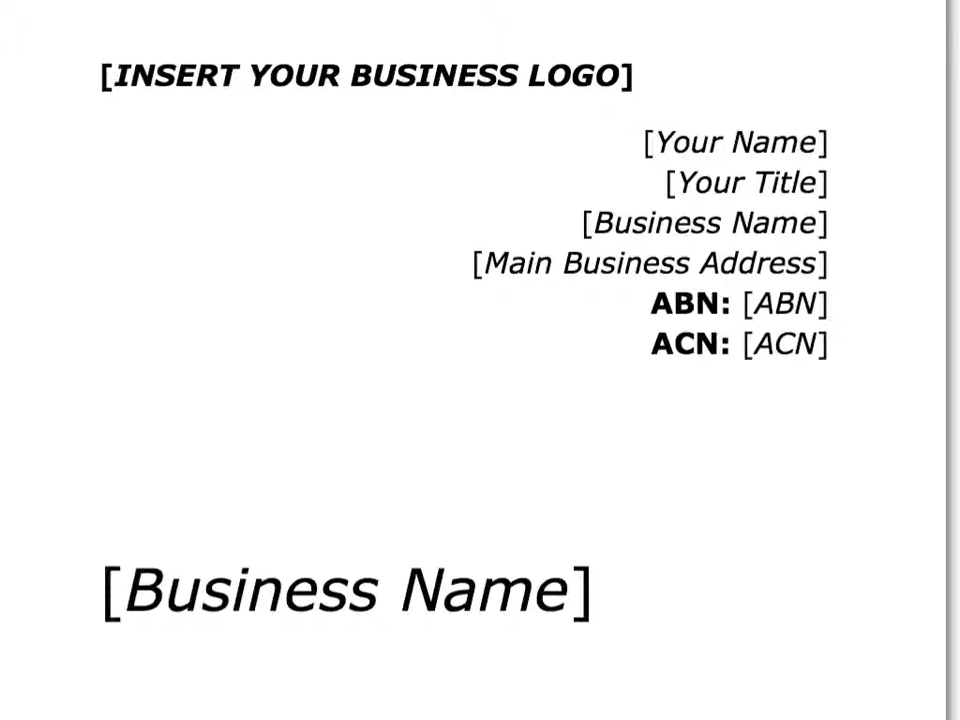 [INSERT YOUR BUSINESS LOGO]
[Your Name]
[Your Title]
[Business Name]
[Main Business Address]
ABN: [ABN]
ACN: [ACN]
[Business Name]